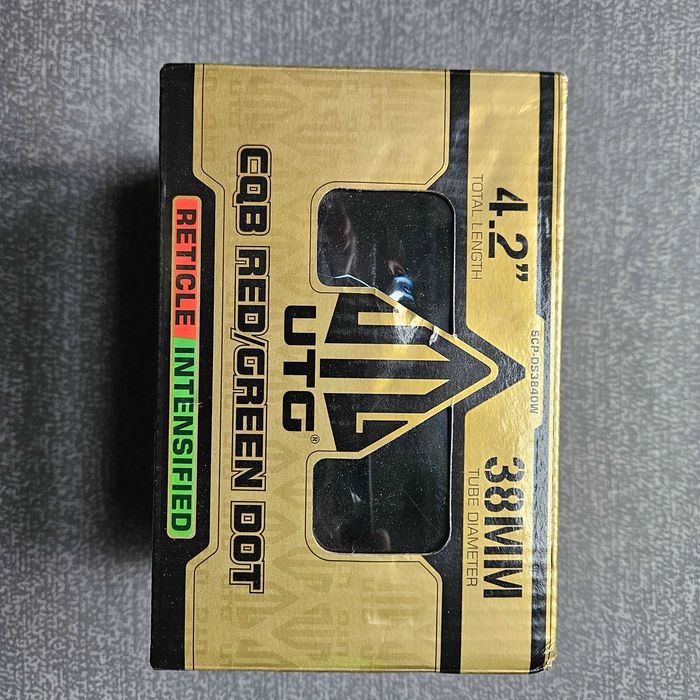 SCP-DS3840W
4.2"
TOTAL LENGTH
38MM
TUBE DIAMETER
UTG®
CQB RED/GREEN DOT
RETICLE INTENSIFIED